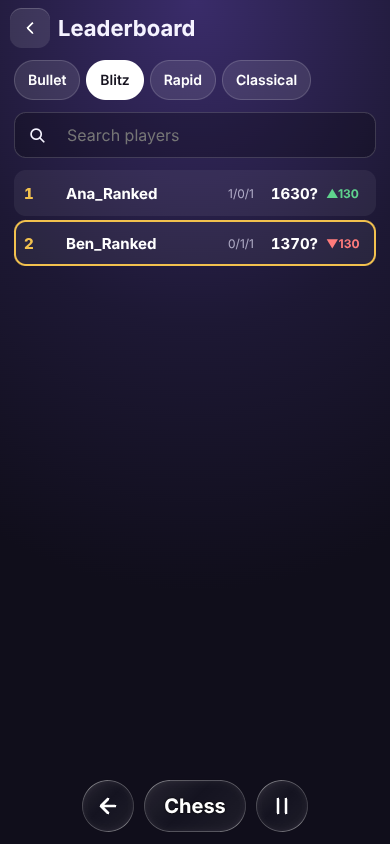 Leaderboard
Bullet Blitz Rapid Classical
Search players
1 Ana_Ranked 1/0/1 1630? ▲130
2 Ben_Ranked 0/1/1 1370? ▼130
Chess